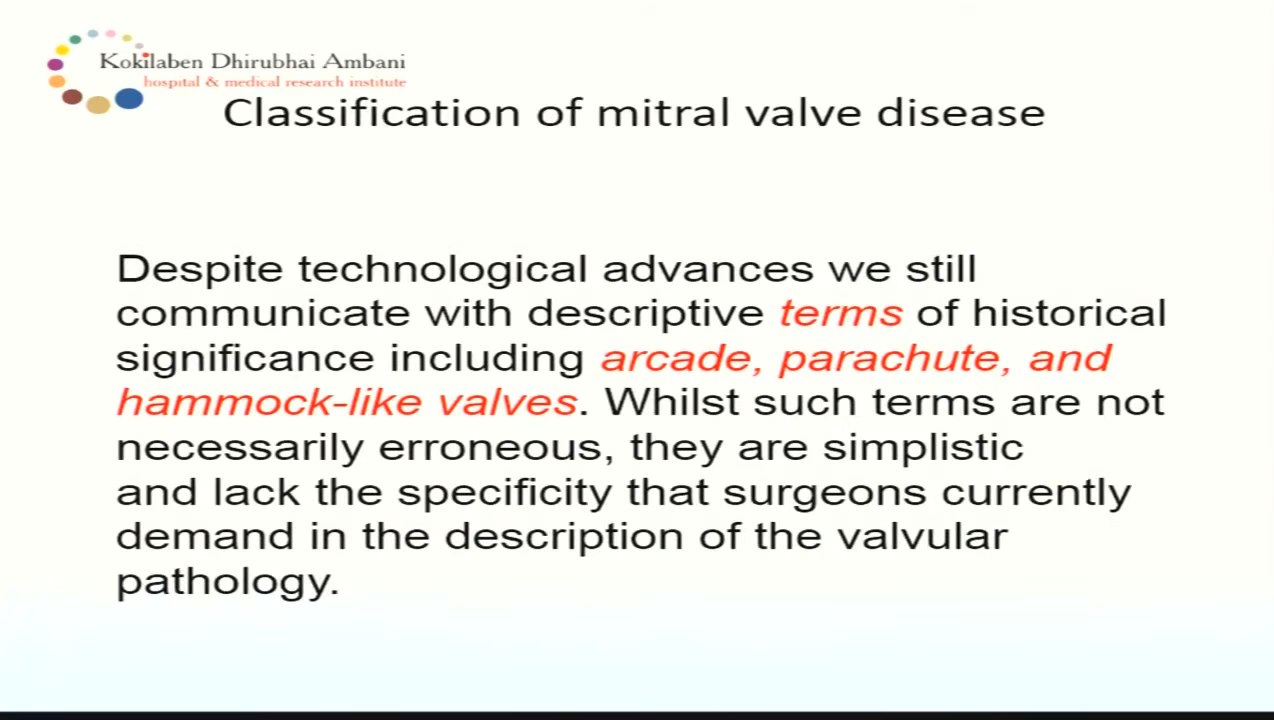 Kokilaben Dhirubhai Ambani
hospital & medical research institute
Classification of mitral valve disease
Despite technological advances we still
communicate with descriptive terms of historical
significance including arcade, parachute, and
hammock-like valves. Whilst such terms are not
necessarily erroneous, they are simplistic
and lack the specificity that surgeons currently
demand in the description of the valvular
pathology.